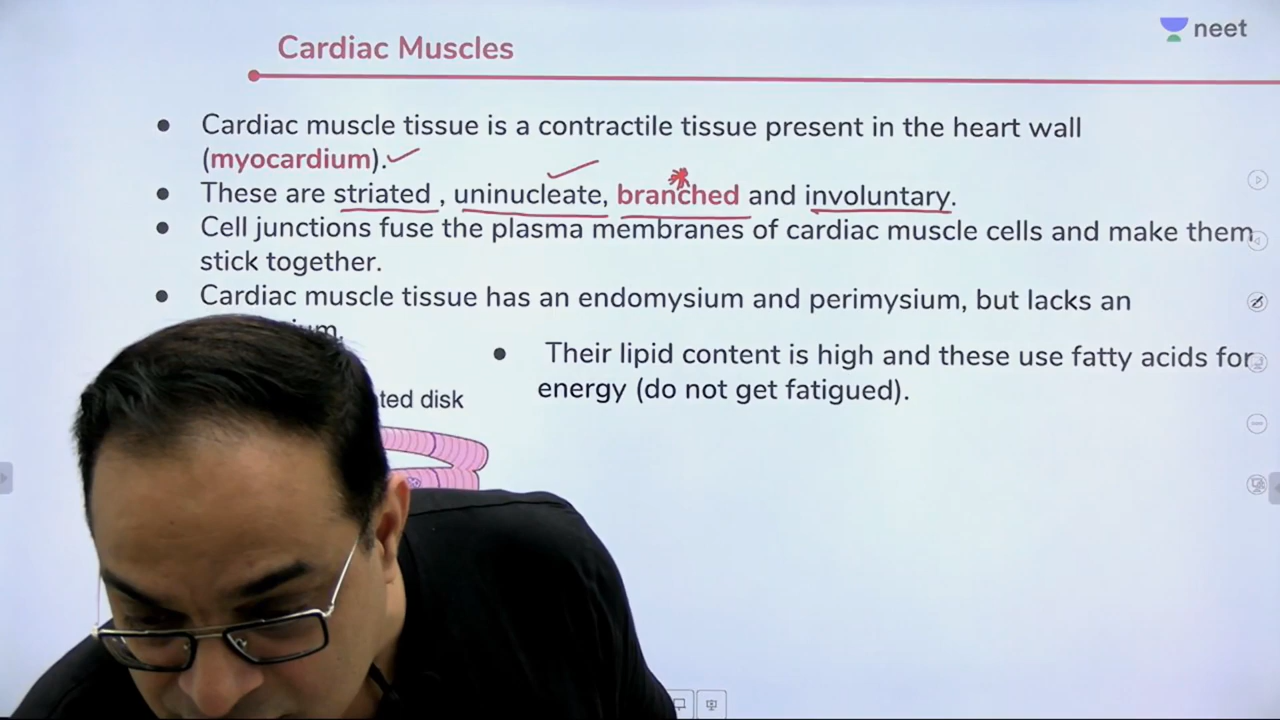 neet
Cardiac Muscles
Cardiac muscle tissue is a contractile tissue present in the heart wall
(myocardium).
These are striated , uninucleate, branched and involuntary.
Cell junctions fuse the plasma membranes of cardiac muscle cells and make them
stick together.
Cardiac muscle tissue has an endomysium and perimysium, but lacks an
Their lipid content is high and these use fatty acids for
energy (do not get fatigued).
disk